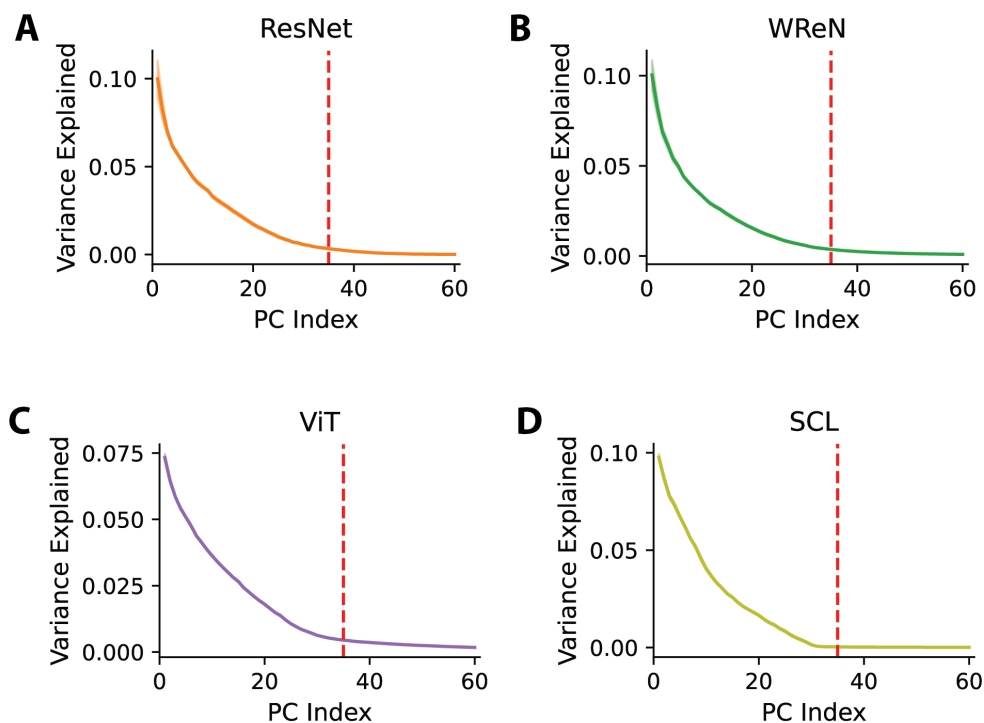 A
ResNet
Variance Explained
0.10
0.05
0.00
0
20
40
60
PC Index
B
WReN
Variance Explained
0.10
0.05
0.00
0
20
40
60
PC Index
C
ViT
Variance Explained
0.075
0.050
0.025
0.000
0
20
40
60
PC Index
D
SCL
Variance Explained
0.10
0.05
0.00
0
20
40
60
PC Index